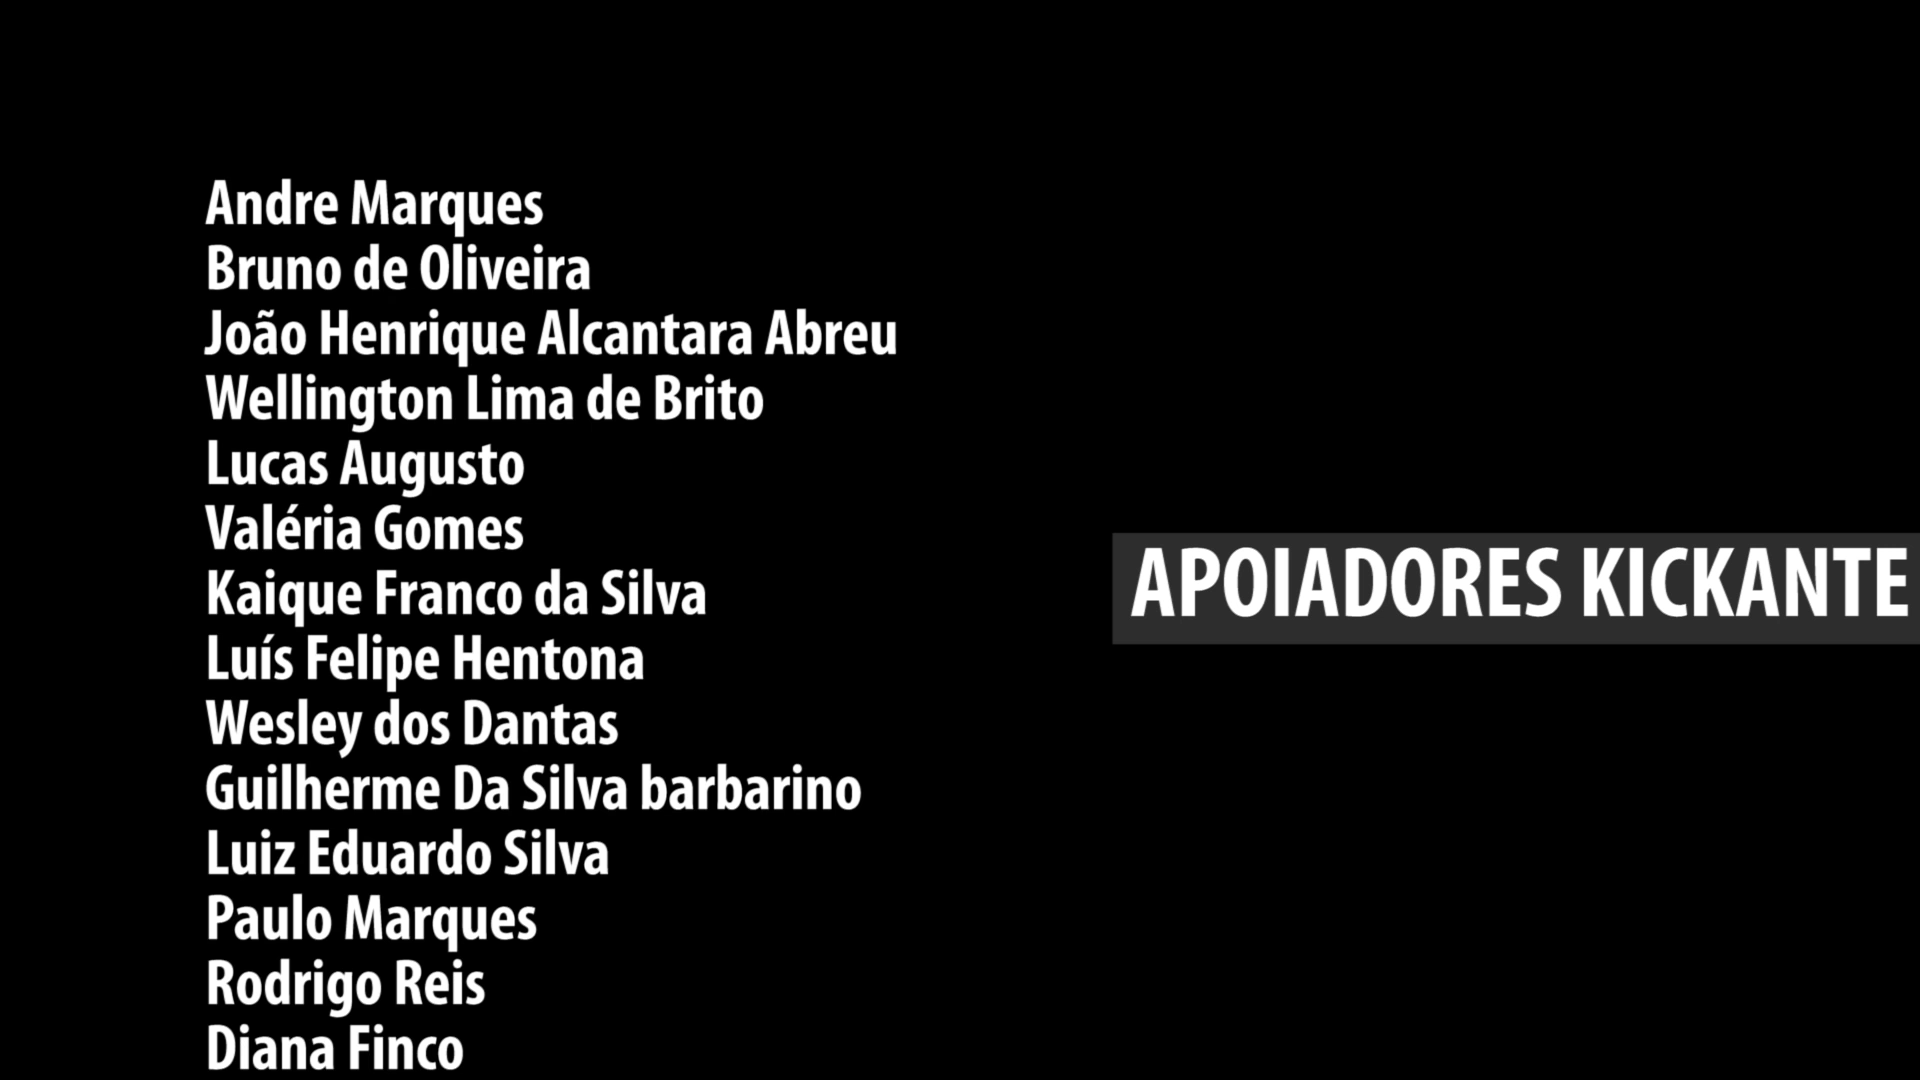 Andre Marques
Bruno de Oliveira
João Henrique Alcantara Abreu
Wellington Lima de Brito
Lucas Augusto
Valéria Gomes
Kaique Franco da Silva
Luís Felipe Hentona
Wesley dos Dantas
Guilherme Da Silva barbarino
Luiz Eduardo Silva
Paulo Marques
Rodrigo Reis
Diana Finco
APOIADORES KICKANTE